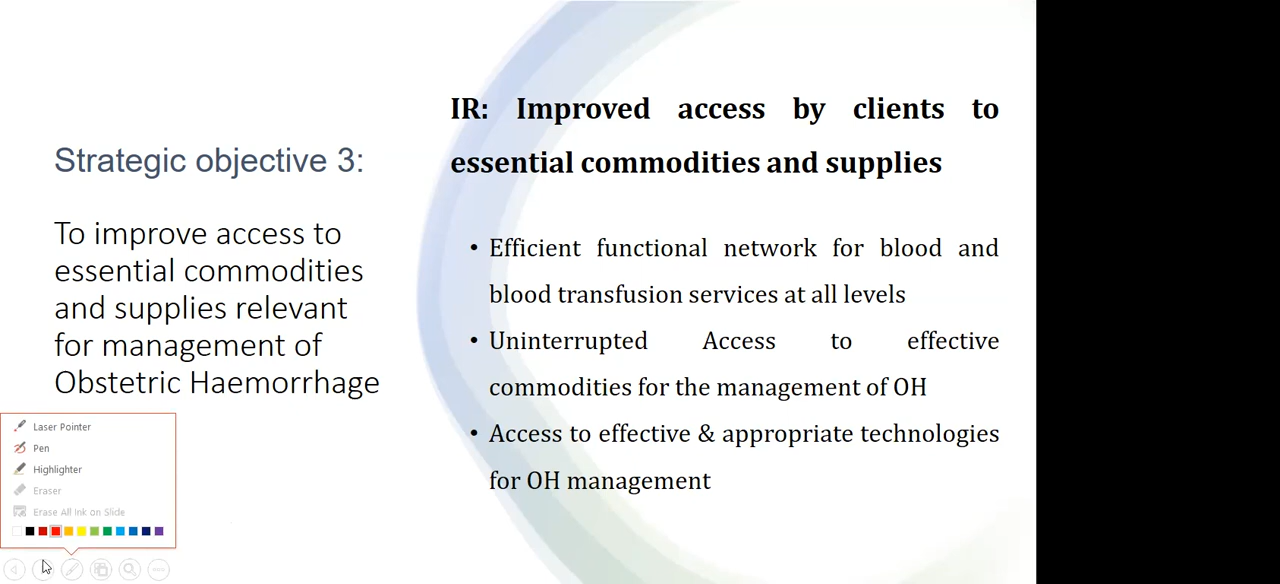 Strategic objective 3:
To improve access to
essential commodities
and supplies relevant
for management of
Obstetric Haemorrhage
IR: Improved access by clients to
essential commodities and supplies
• Efficient functional network for blood and
blood transfusion services at all levels
• Uninterrupted Access to effective
commodities for the management of OH
• Access to effective & appropriate technologies
for OH management
Laser Pointer
Pen
Highlighter
Eraser
Erase All Ink on Slide